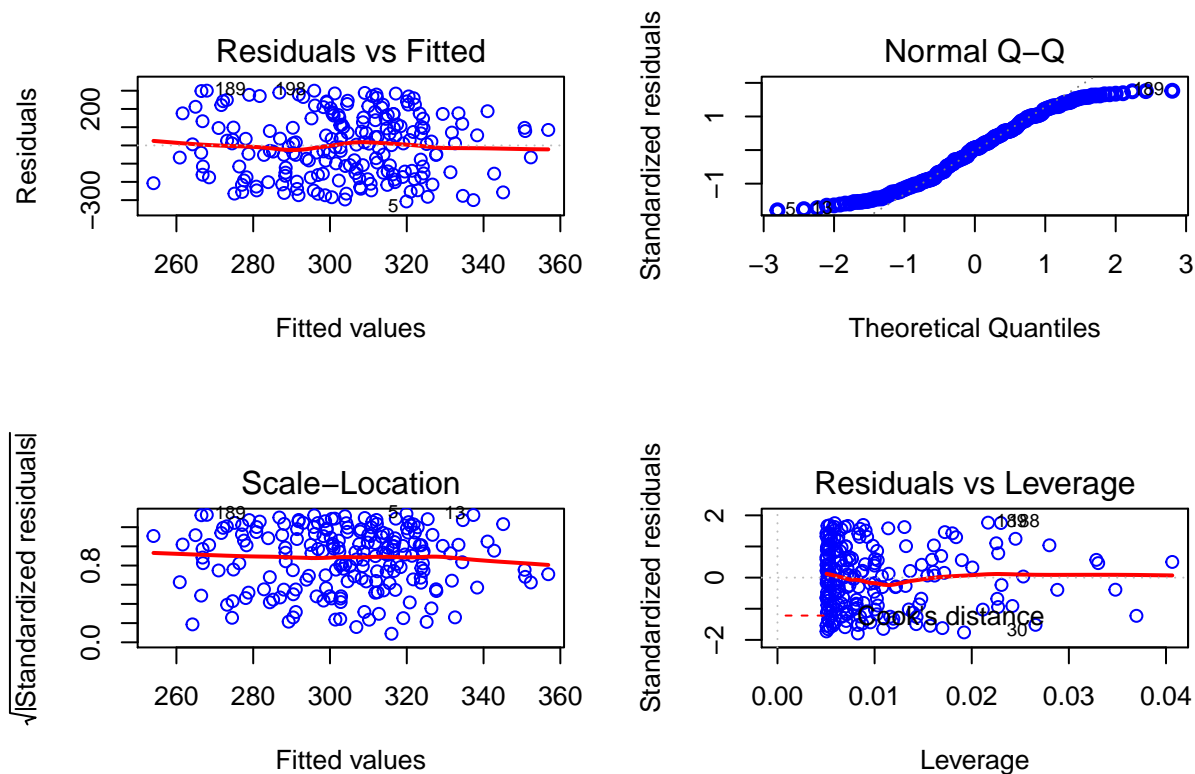 Residuals vs Fitted
Residuals
200
-300
189
198
5
260 280 300 320 340 360
Fitted values
Normal Q−Q
Standardized residuals
1
−1
189
5
13
−3 −2 −1 0 1 2 3
Theoretical Quantiles
Scale−Location
√|Standardized residuals|
0.8
0.0
189
5
13
260 280 300 320 340 360
Fitted values
Residuals vs Leverage
Standardized residuals
2
0
−2
189
198
Cook's distance
30
0.00 0.01 0.02 0.03 0.04
Leverage